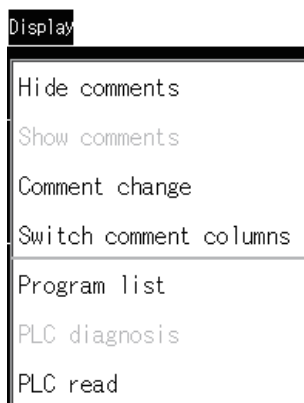 Display
Hide comments
Show comments
Comment change
Switch comment columns
Program list
PLC diagnosis
PLC read